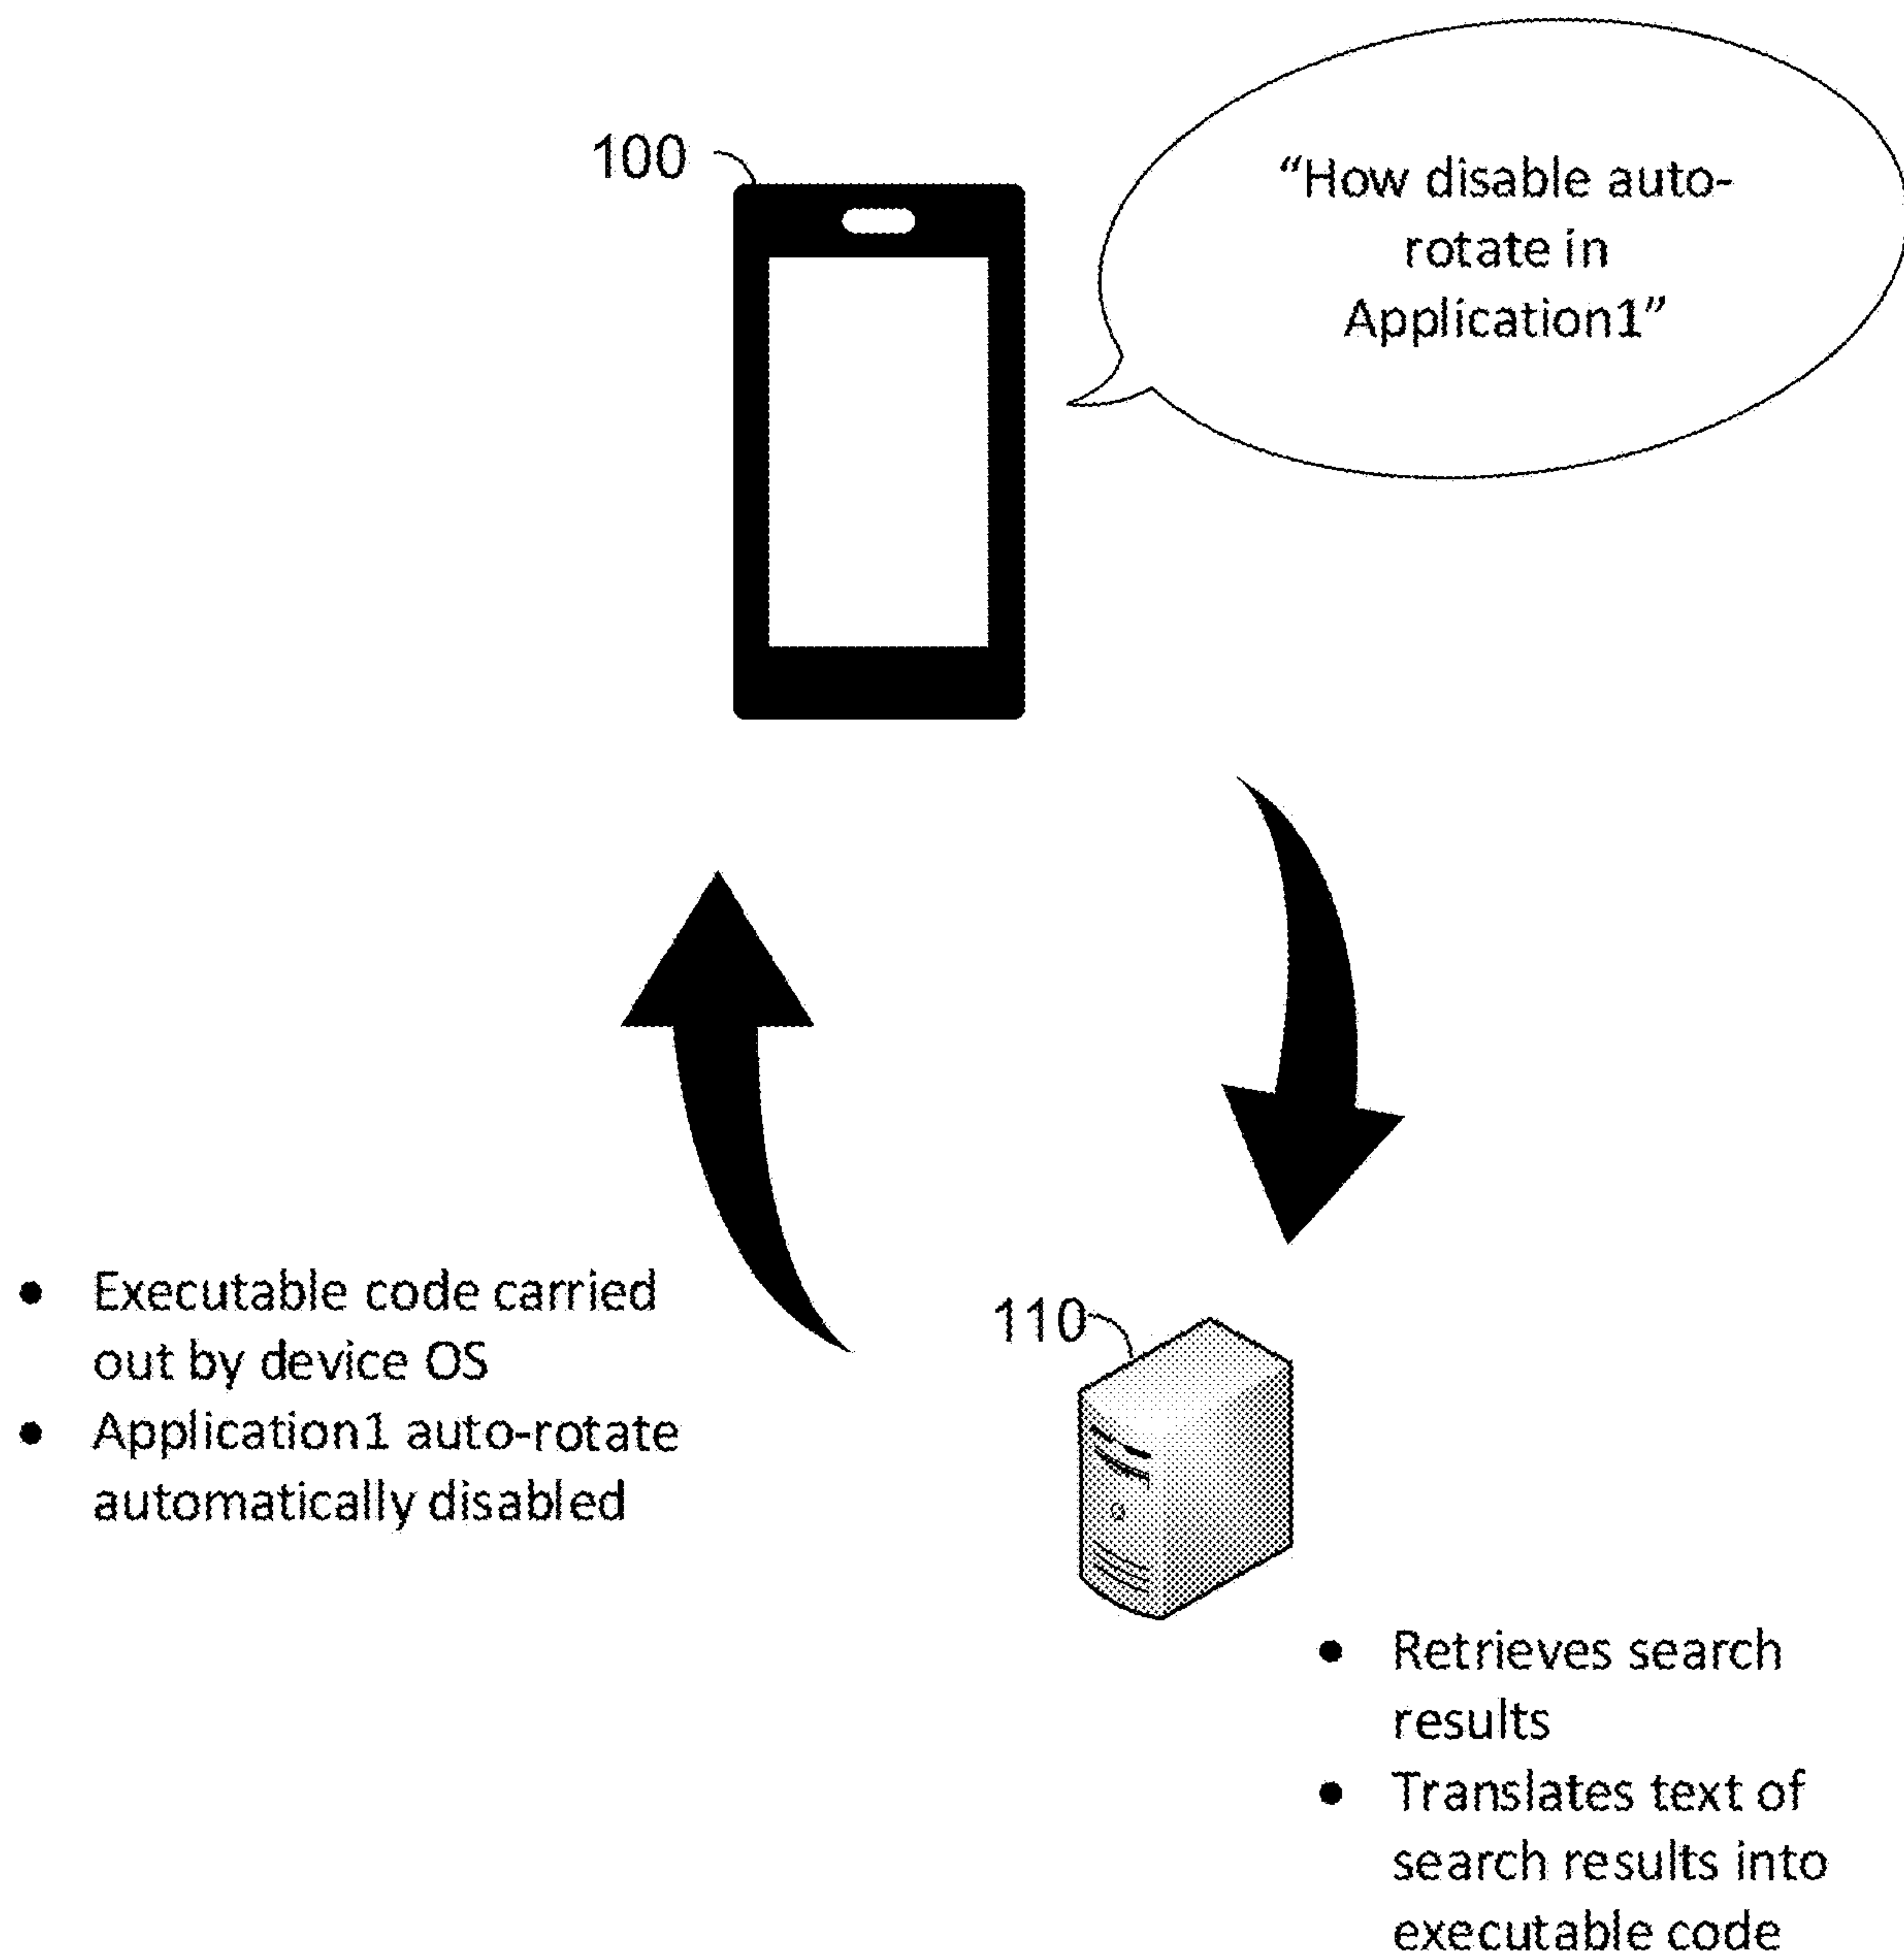 100
“How disable auto-
rotate in
Application1”
• Executable code carried
out by device OS
• Application1 auto-rotate
automatically disabled
110
• Retrieves search
results
• Translates text of
search results into
executable code